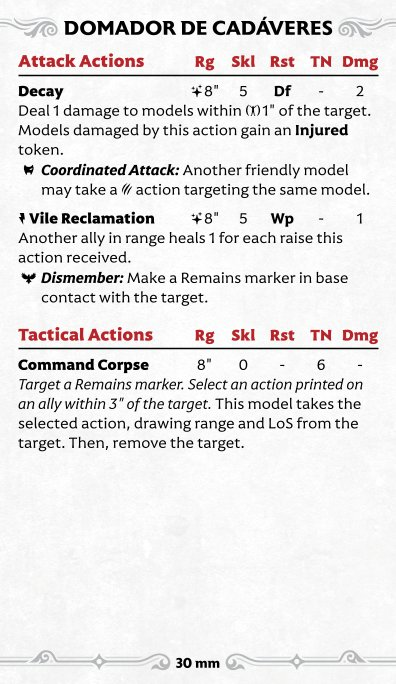 DOMADOR DE CADÁVERES
Attack Actions Rg Skl Rst TN Dmg
Decay 8" 5 Df - 2
Deal 1 damage to models within 1" of the target.
Models damaged by this action gain an Injured
token.
Coordinated Attack: Another friendly model
may take a action targeting the same model.
Vile Reclamation 8" 5 Wp - 1
Another ally in range heals 1 for each raise this
action received.
Dismember: Make a Remains marker in base
contact with the target.
Tactical Actions Rg Skl Rst TN Dmg
Command Corpse 8" 0 - 6 -
Target a Remains marker. Select an action printed on
an ally within 3" of the target. This model takes the
selected action, drawing range and LoS from the
target. Then, remove the target.
30 mm